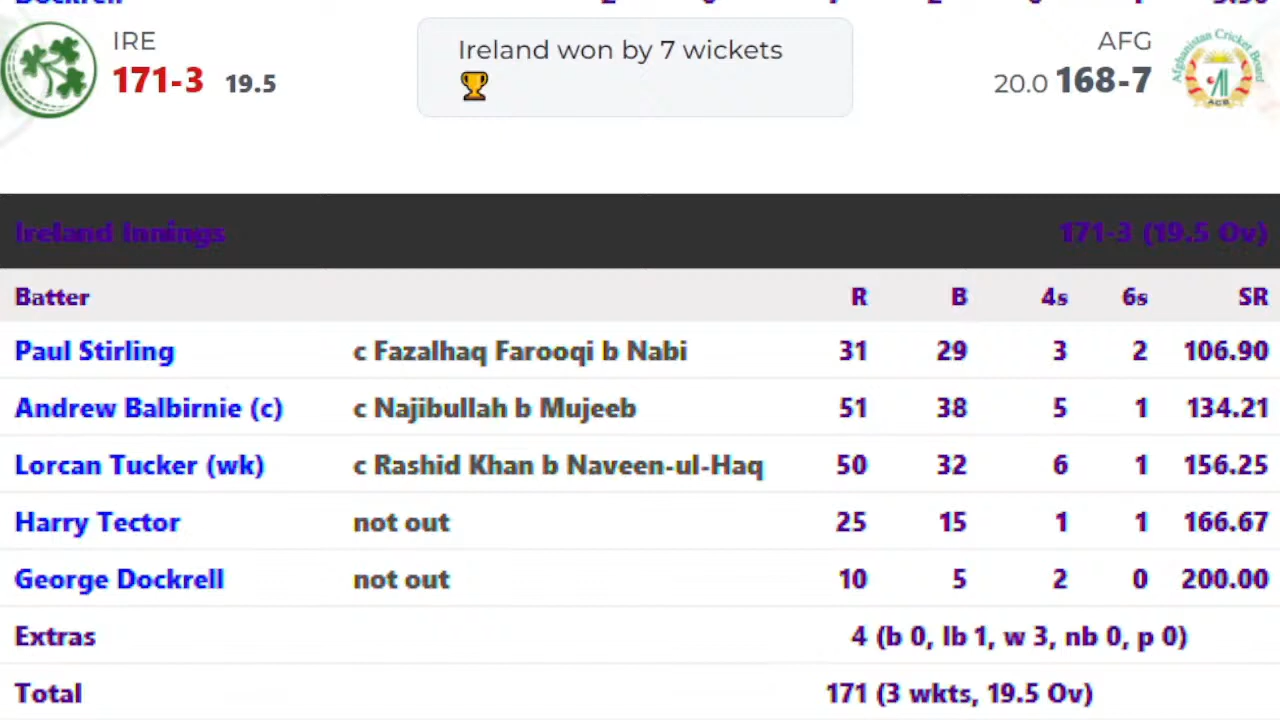 IRE
171-3 19.5
Ireland won by 7 wickets
AFG
20.0 168-7
Afghanistan Cricket Board
ACB
Ireland Innings 171-3 (19.5 Ov)
Batter R B 4s 6s SR
Paul Stirling c Fazalhaq Farooqi b Nabi 31 29 3 2 106.90
Andrew Balbirnie (c) c Najibullah b Mujeeb 51 38 5 1 134.21
Lorcan Tucker (wk) c Rashid Khan b Naveen-ul-Haq 50 32 6 1 156.25
Harry Tector not out 25 15 1 1 166.67
George Dockrell not out 10 5 2 0 200.00
Extras 4 (b 0, lb 1, w 3, nb 0, p 0)
Total 171 (3 wkts, 19.5 Ov)